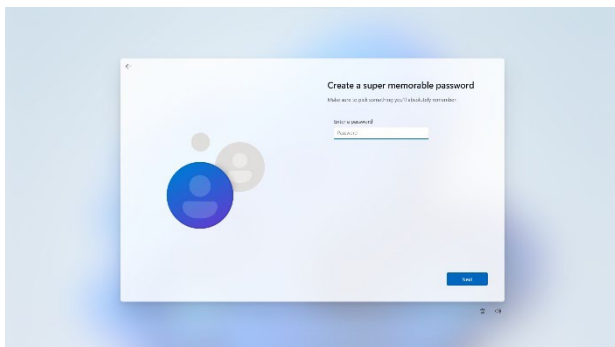 Create a super memorable password
Make sure to pick something you'll absolutely remember.
Enter a password
Password
Next